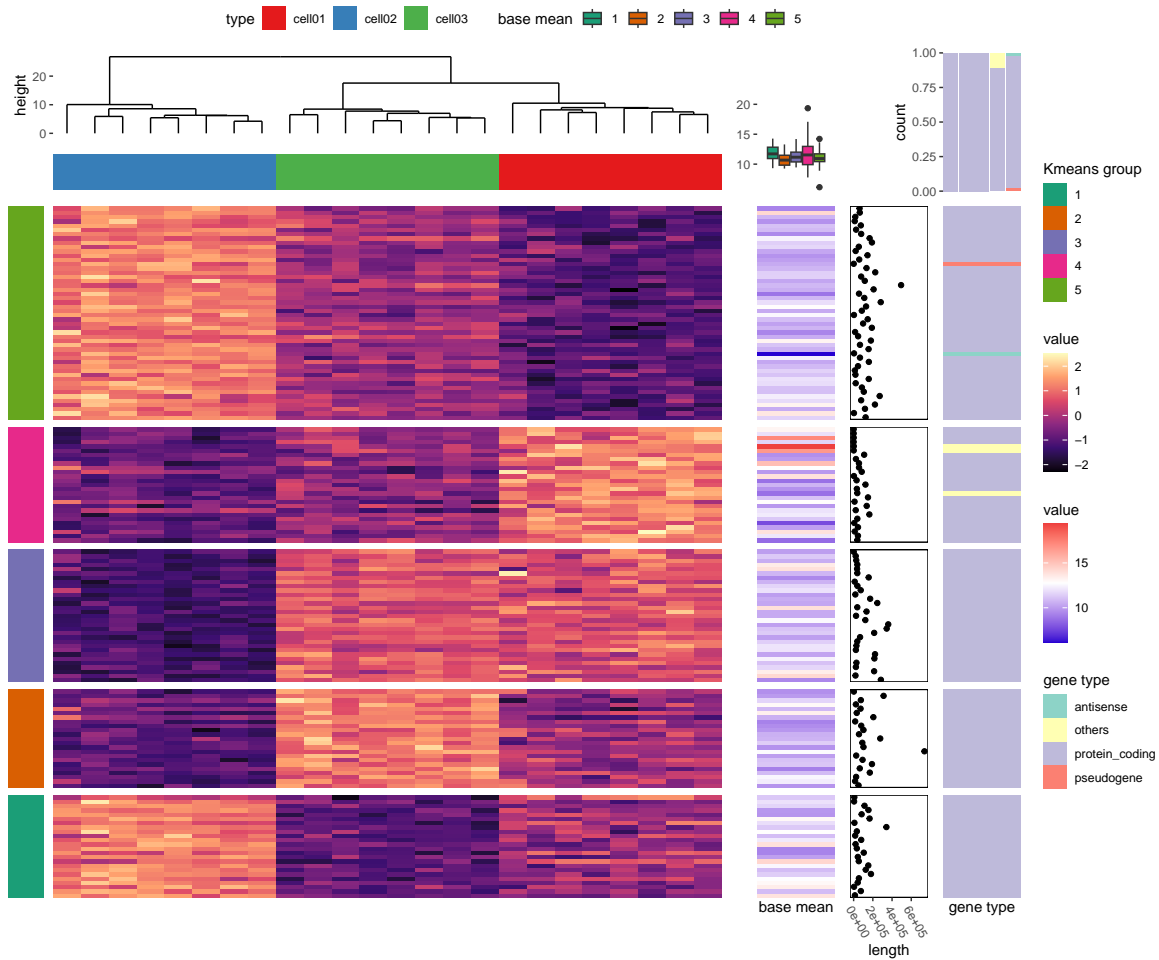 type cell01 cell02 cell03 base mean 1 2 3 4 5
height
20
10
0
20
15
10
count
1.00
0.75
0.50
0.25
0.00
Kmeans group
1
2
3
4
5
value
2
1
0
−1
−2
value
15
10
gene type
antisense
others
protein_coding
pseudogene
base mean
0e+00
2e+05
4e+05
6e+05
length
gene type